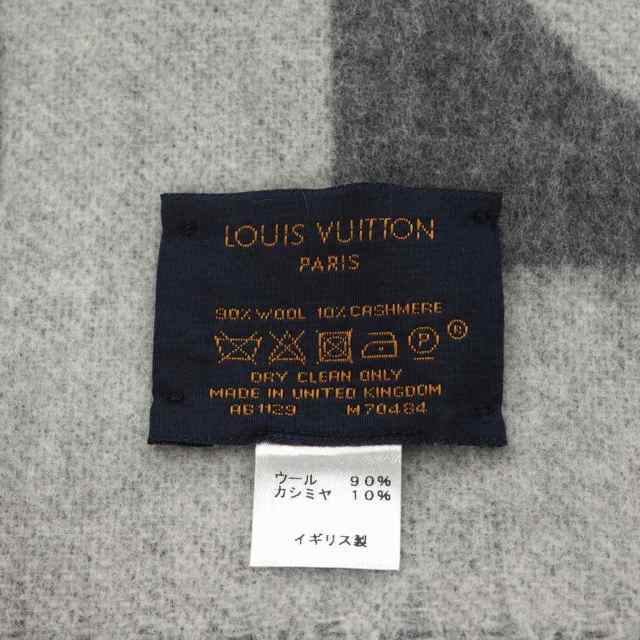 LOUIS VUITTON
PARIS
90% WOOL 10% CASHMERE
P G
DRY CLEAN ONLY
MADE IN UNITED KINGDOM
AB1139 M70484
ウール 90%
カシミヤ 10%
イギリス製